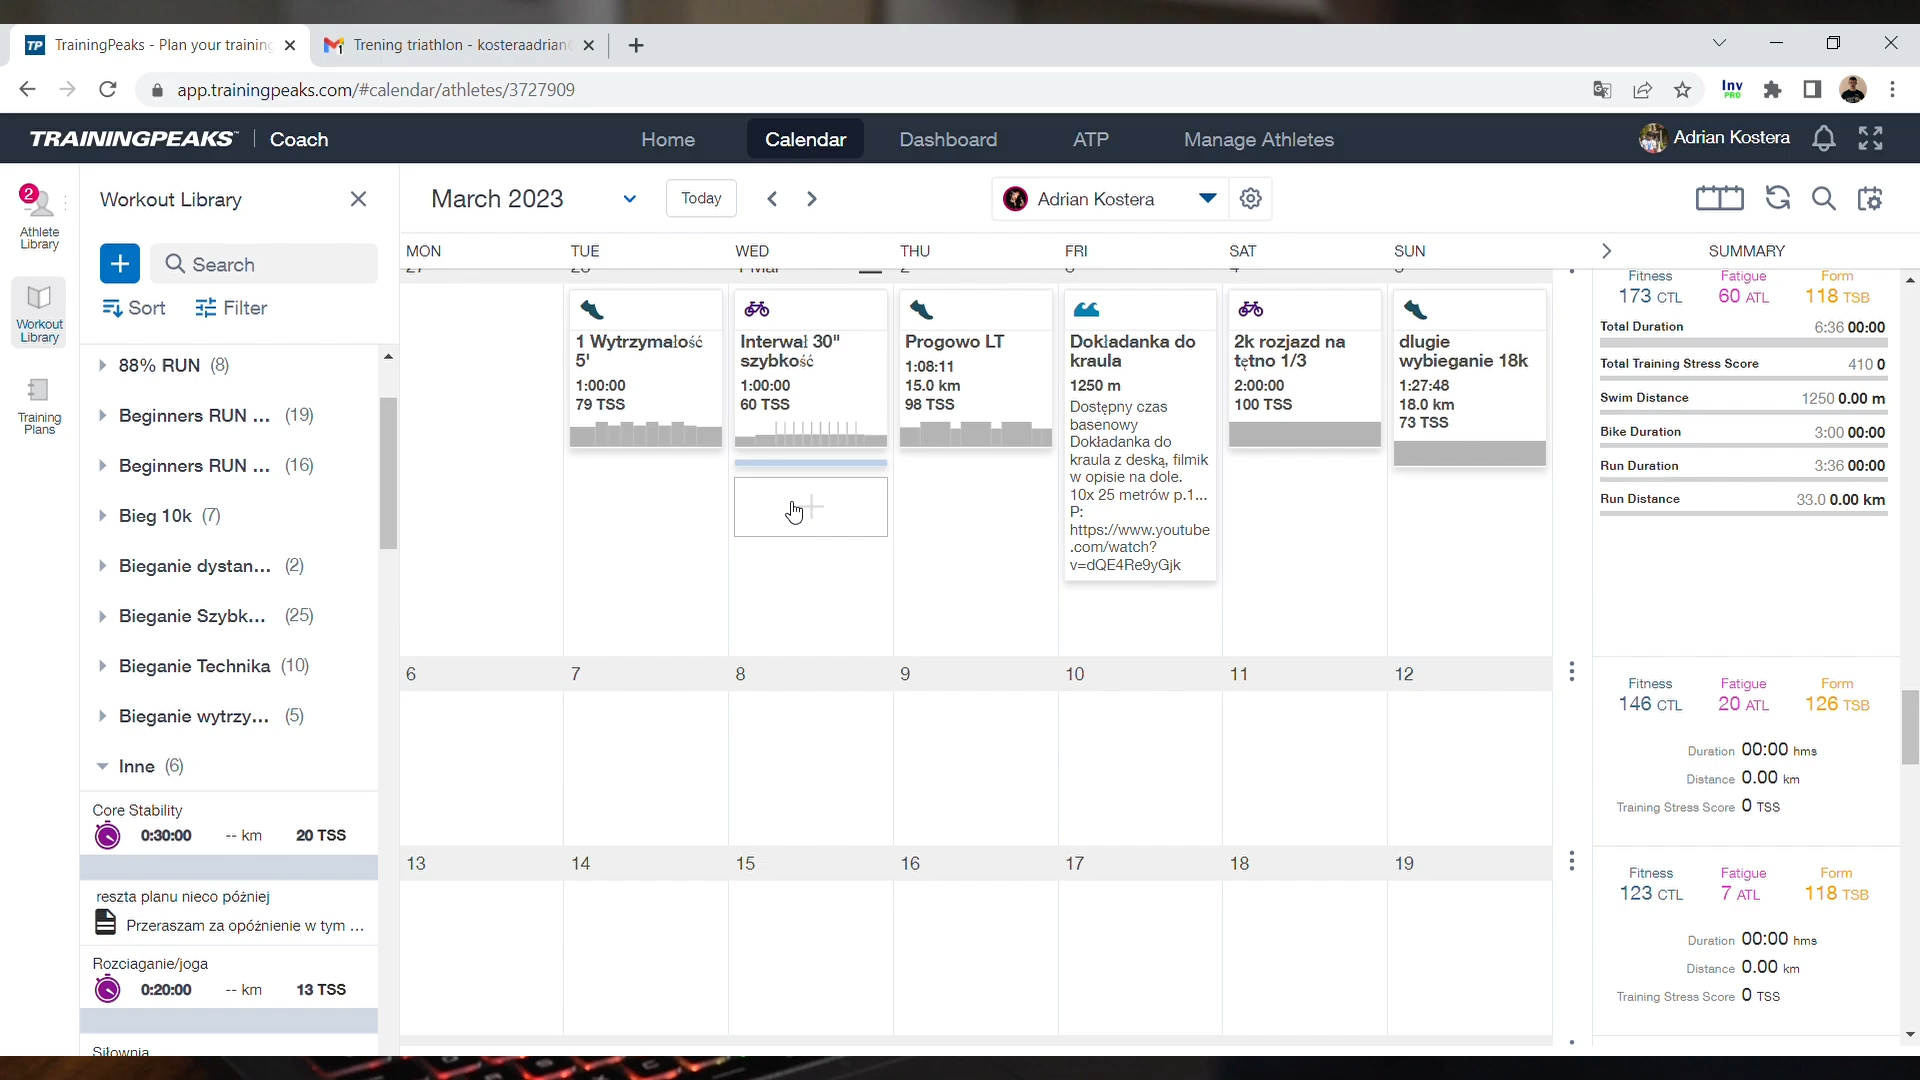 TrainingPeaks - Plan your training
Trening triathlon - kosteraadrian
app.trainingpeaks.com/#calendar/athletes/3727909
Inv
PRO
TRAININGPEAKS™ Coach
Home
Calendar
Dashboard
ATP
Manage Athletes
Adrian Kostera
2
Athlete
Library
Workout
Library
Training
Plans
Workout Library
Search
Sort
Filter
88% RUN (8)
Beginners RUN ... (19)
Beginners RUN ... (16)
Bieg 10k (7)
Bieganie dystan... (2)
Bieganie Szybk... (25)
Bieganie Technika (10)
Bieganie wytrzy... (5)
Inne (6)
Core Stability
0:30:00 -- km 20 TSS
reszta planu nieco później
Przeraszam za opóźnienie w tym ...
Rozciaganie/joga
0:20:00 -- km 13 TSS
Siłownia
March 2023
Today
Adrian Kostera
MON TUE WED THU FRI SAT SUN SUMMARY
27 28 1 Mar 2 3 4 5
1 Wytrzymałość
5'
1:00:00
79 TSS
Interwał 30"
szybkość
1:00:00
60 TSS
Progowo LT
1:08:11
15.0 km
98 TSS
Dokładanka do
kraula
1250 m
Dostępny czas
basenowy
Dokładanka do
kraula z deską, filmik
w opisie na dole.
10x 25 metrów p.1...
P:
https://www.youtube
.com/watch?
v=dQE4Re9yGjk
2k rozjazd na
tętno 1/3
2:00:00
100 TSS
dlugie
wybieganie 18k
1:27:48
18.0 km
73 TSS
Fitness Fatigue Form
173 CTL 60 ATL 118 TSB
Total Duration 6:36 00:00
Total Training Stress Score 410 0
Swim Distance 1250 0.00 m
Bike Duration 3:00 00:00
Run Duration 3:36 00:00
Run Distance 33.0 0.00 km
6 7 8 9 10 11 12
Fitness Fatigue Form
146 CTL 20 ATL 126 TSB
Duration 00:00 hms
Distance 0.00 km
Training Stress Score 0 TSS
13 14 15 16 17 18 19
Fitness Fatigue Form
123 CTL 7 ATL 118 TSB
Duration 00:00 hms
Distance 0.00 km
Training Stress Score 0 TSS